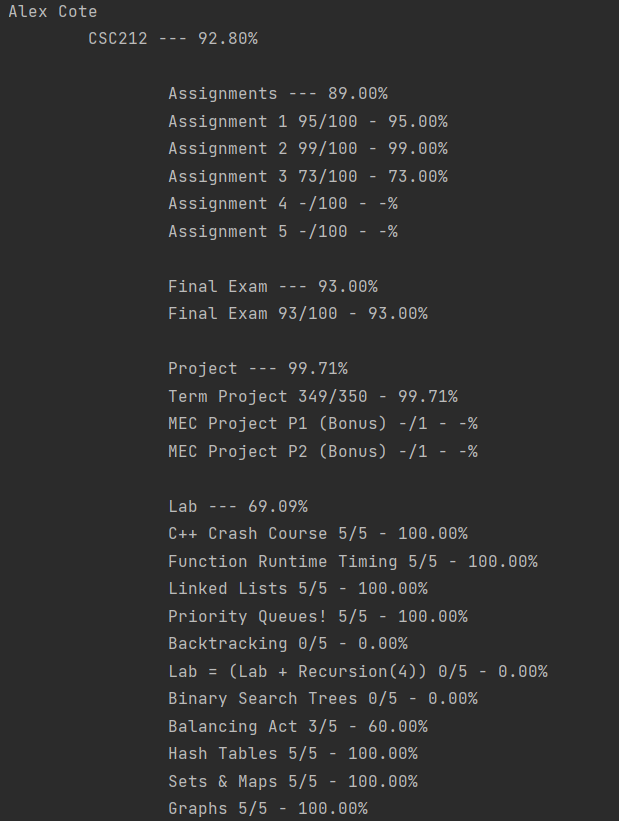 Alex Cote
CSC212 --- 92.80%
Assignments --- 89.00%
Assignment 1 95/100 - 95.00%
Assignment 2 99/100 - 99.00%
Assignment 3 73/100 - 73.00%
Assignment 4 -/100 - -%
Assignment 5 -/100 - -%
Final Exam --- 93.00%
Final Exam 93/100 - 93.00%
Project --- 99.71%
Term Project 349/350 - 99.71%
MEC Project P1 (Bonus) -/1 - -%
MEC Project P2 (Bonus) -/1 - -%
Lab --- 69.09%
C++ Crash Course 5/5 - 100.00%
Function Runtime Timing 5/5 - 100.00%
Linked Lists 5/5 - 100.00%
Priority Queues! 5/5 - 100.00%
Backtracking 0/5 - 0.00%
Lab = (Lab + Recursion(4)) 0/5 - 0.00%
Binary Search Trees 0/5 - 0.00%
Balancing Act 3/5 - 60.00%
Hash Tables 5/5 - 100.00%
Sets & Maps 5/5 - 100.00%
Graphs 5/5 - 100.00%